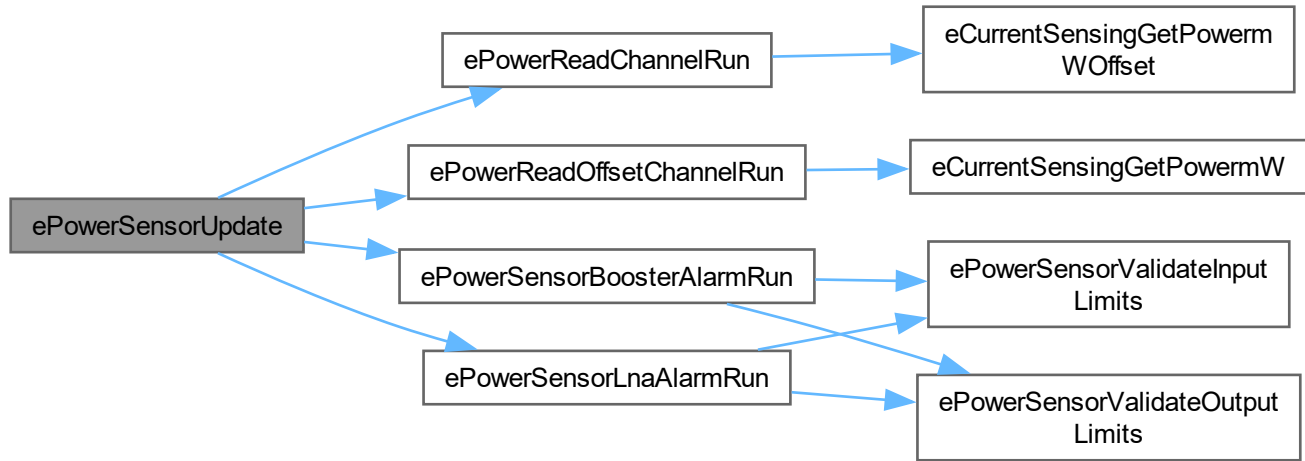 ePowerSensorUpdate
ePowerReadChannelRun
eCurrentSensingGetPowerm
WOffset
ePowerReadOffsetChannelRun
eCurrentSensingGetPowermW
ePowerSensorBoosterAlarmRun
ePowerSensorValidateInput
Limits
ePowerSensorLnaAlarmRun
ePowerSensorValidateOutput
Limits